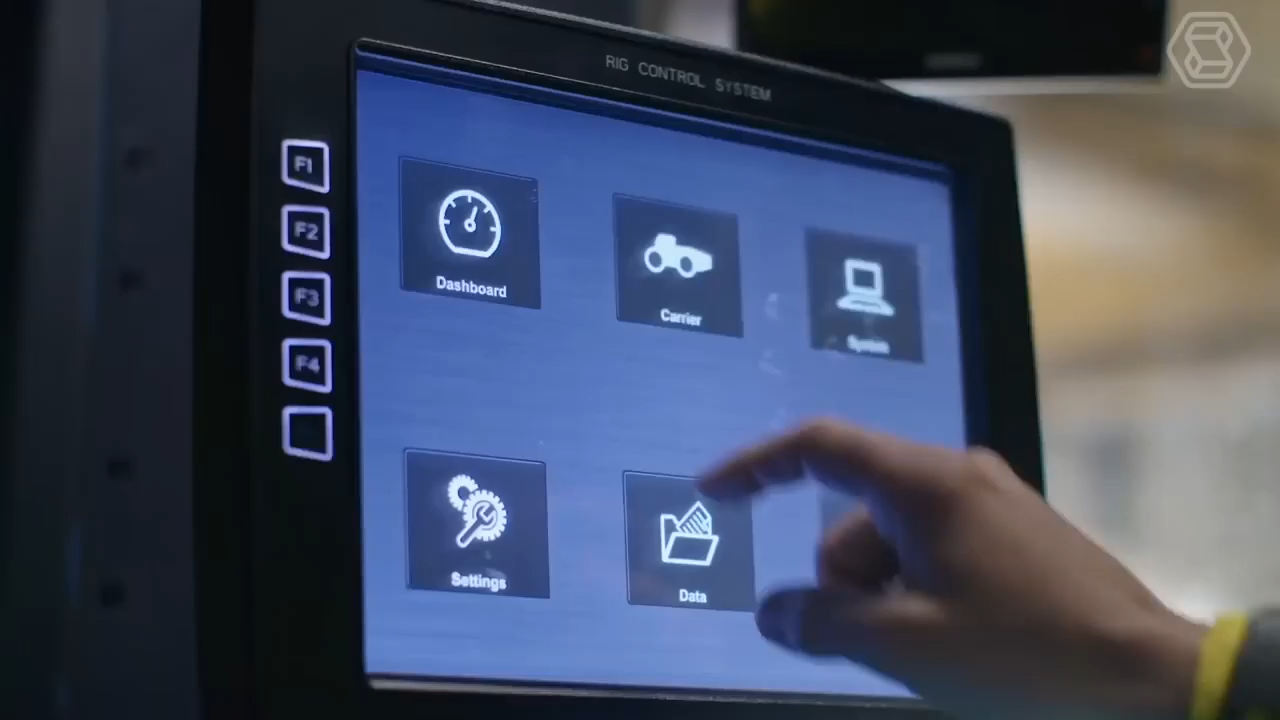 RIG CONTROL SYSTEM
F1
F2
F3
F4
Dashboard
Carrier
System
Settings
Data